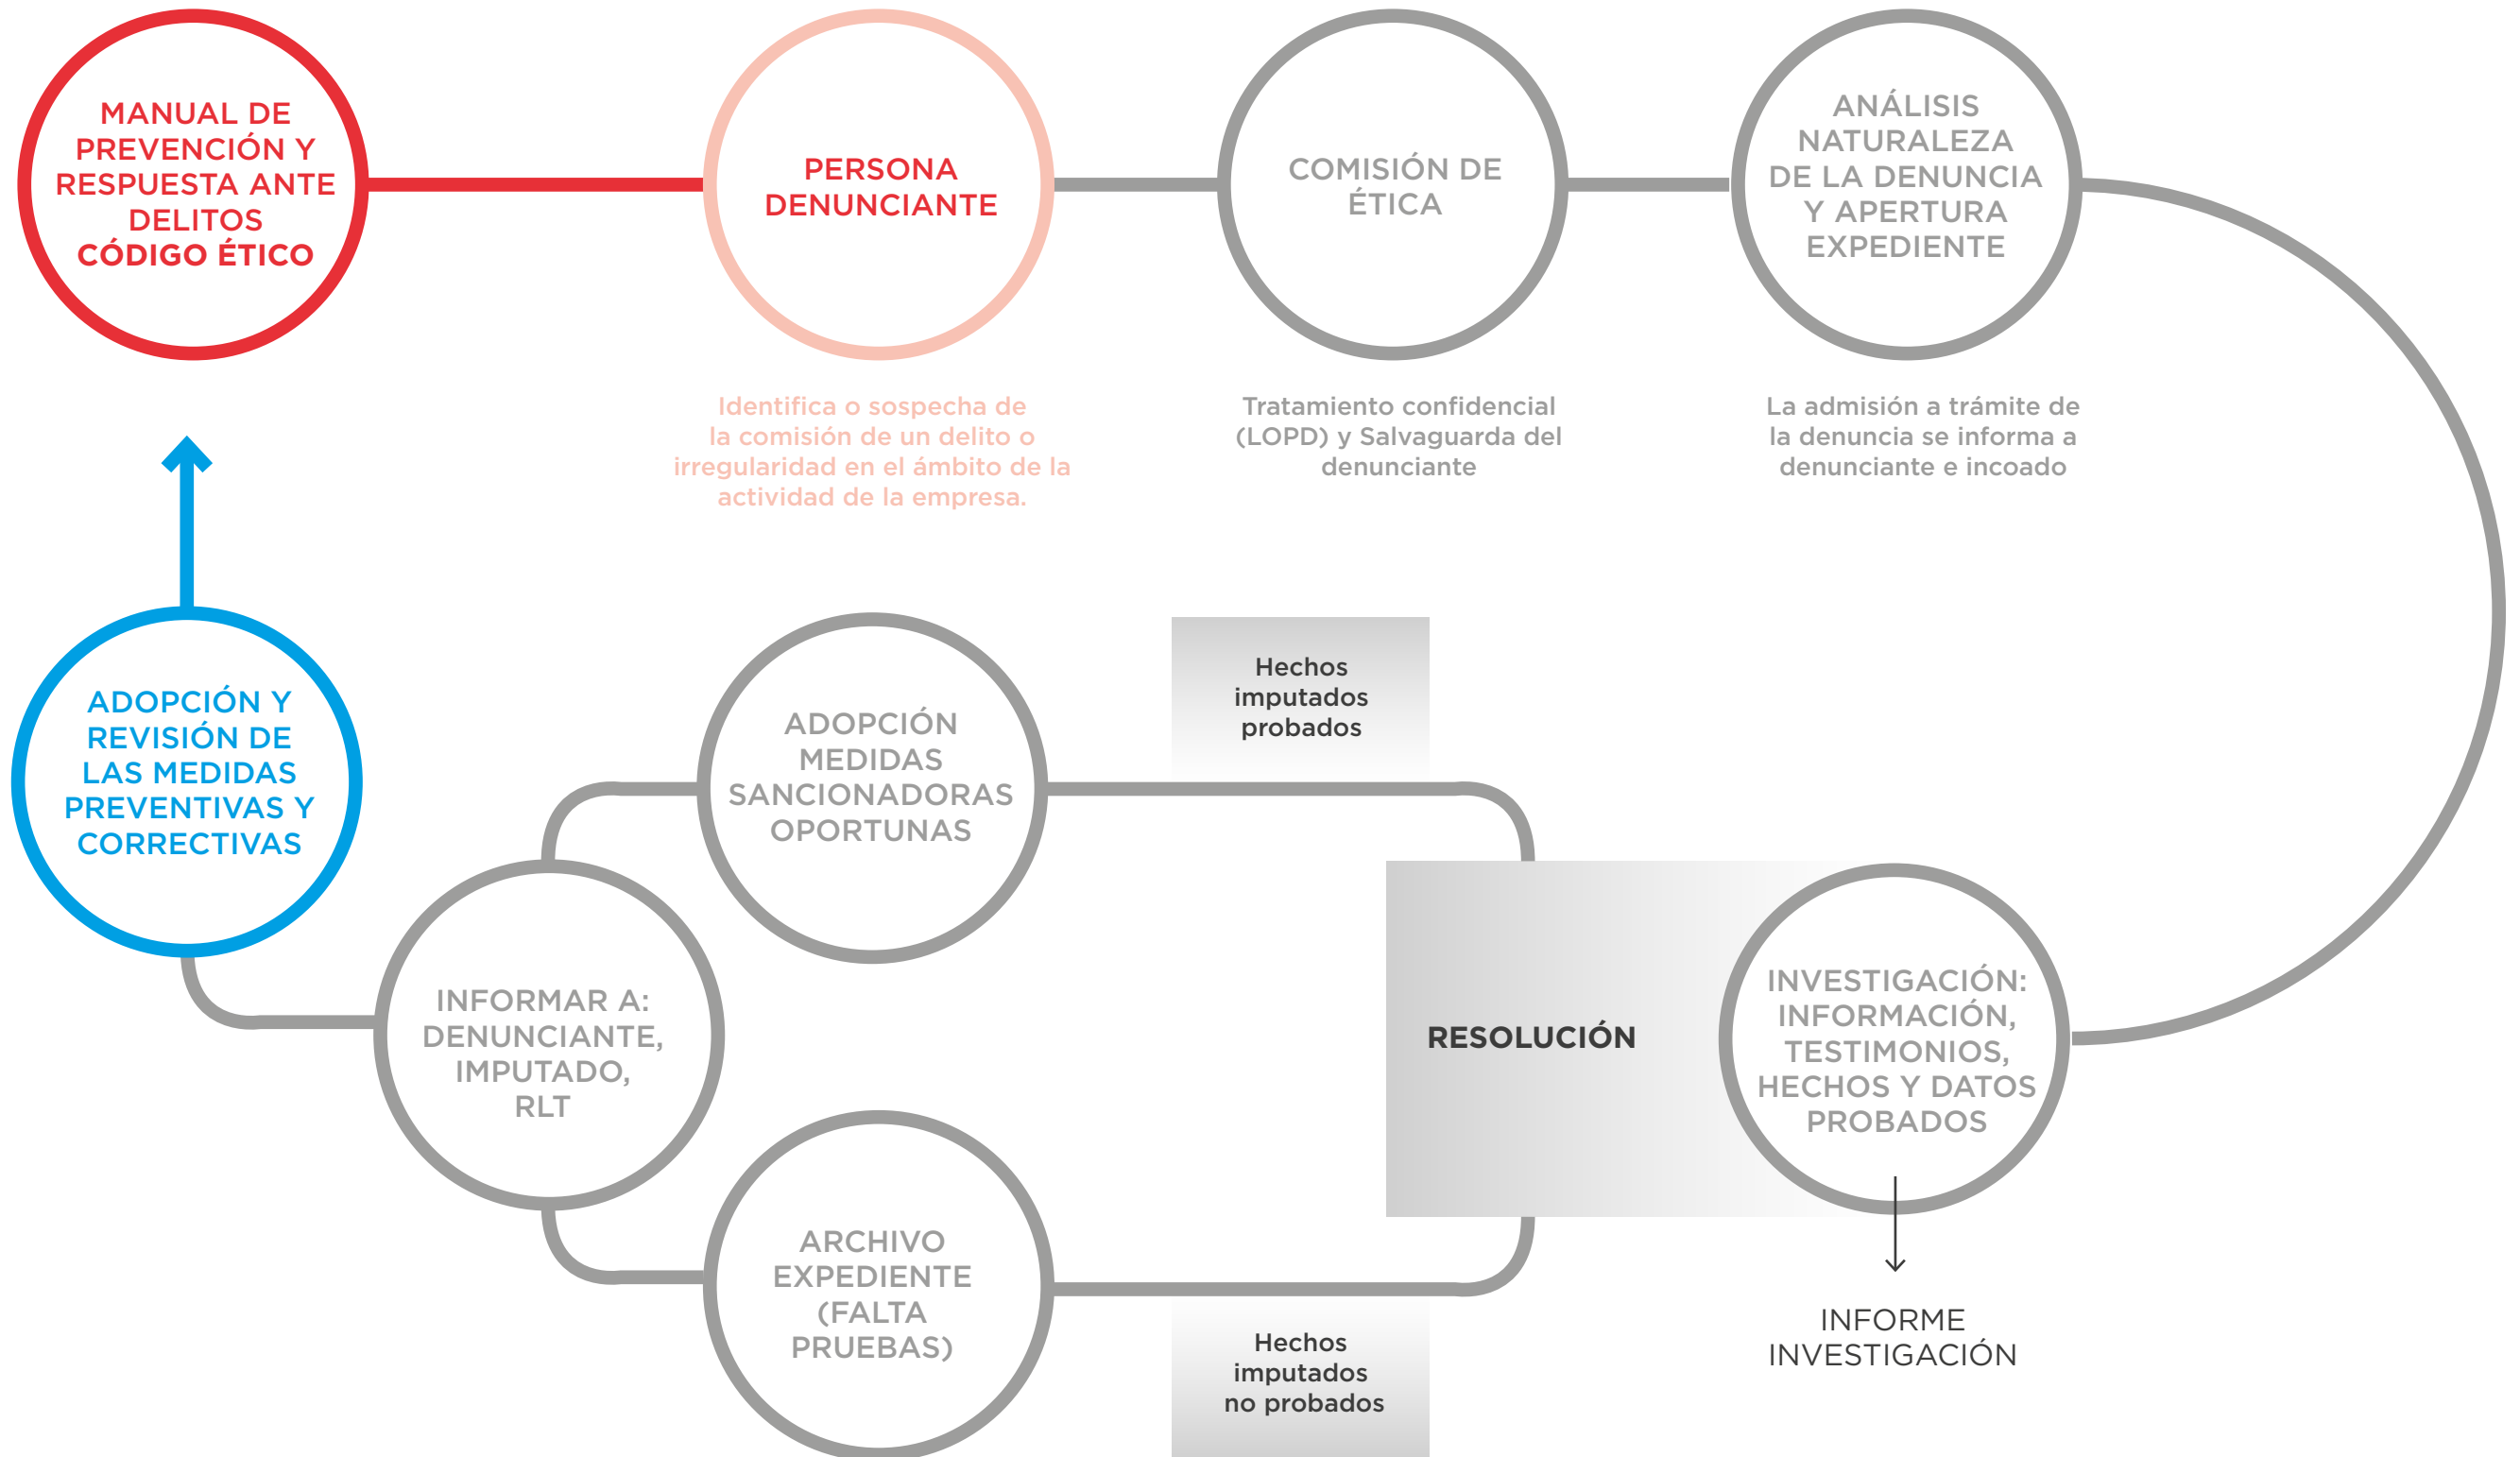 MANUAL DE
PREVENCIÓN Y
RESPUESTA ANTE
DELITOS
CÓDIGO ÉTICO
PERSONA
DENUNCIANTE
COMISIÓN DE
ÉTICA
ANÁLISIS
NATURALEZA
DE LA DENUNCIA
Y APERTURA
EXPEDIENTE
Identifica o sospecha de
la comisión de un delito o
irregularidad en el ámbito de la
actividad de la empresa.
Tratamiento confidencial
(LOPD) y Salvaguarda del
denunciante
La admisión a trámite de
la denuncia se informa a
denunciante e incoado
ADOPCIÓN Y
REVISIÓN DE
LAS MEDIDAS
PREVENTIVAS Y
CORRECTIVAS
ADOPCIÓN
MEDIDAS
SANCIONADORAS
OPORTUNAS
Hechos
imputados
probados
INFORMAR A:
DENUNCIANTE,
IMPUTADO,
RLT
RESOLUCIÓN
INVESTIGACIÓN:
INFORMACIÓN,
TESTIMONIOS,
HECHOS Y DATOS
PROBADOS
ARCHIVO
EXPEDIENTE
(FALTA
PRUEBAS)
Hechos
imputados
no probados
INFORME
INVESTIGACIÓN